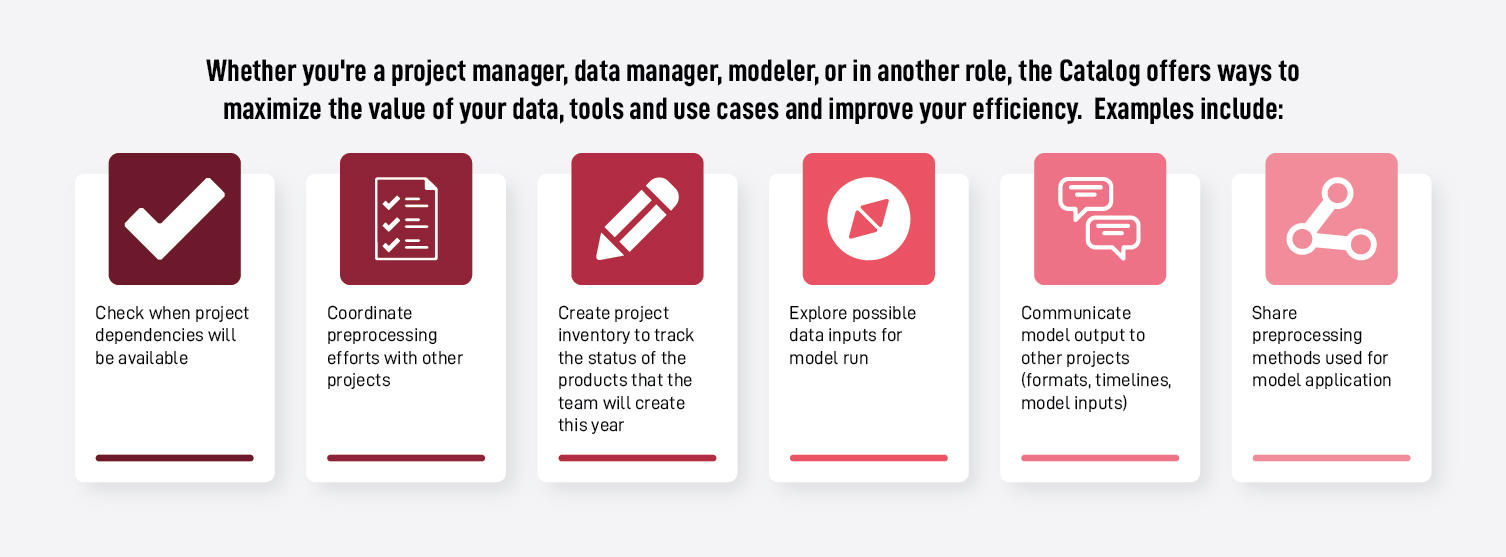 Whether you're a project manager, data manager, modeler, or in another role, the Catalog offers ways to
maximize the value of your data, tools and use cases and improve your efficiency.  Examples include:
Check when project
dependencies will
be available
Coordinate
preprocessing
efforts with other
projects
Create project
inventory to track
the status of the
products that the
team will create
this year
Explore possible
data inputs for
model run
Communicate
model output to
other projects
(formats, timelines,
model inputs)
Share
preprocessing
methods used for
model application